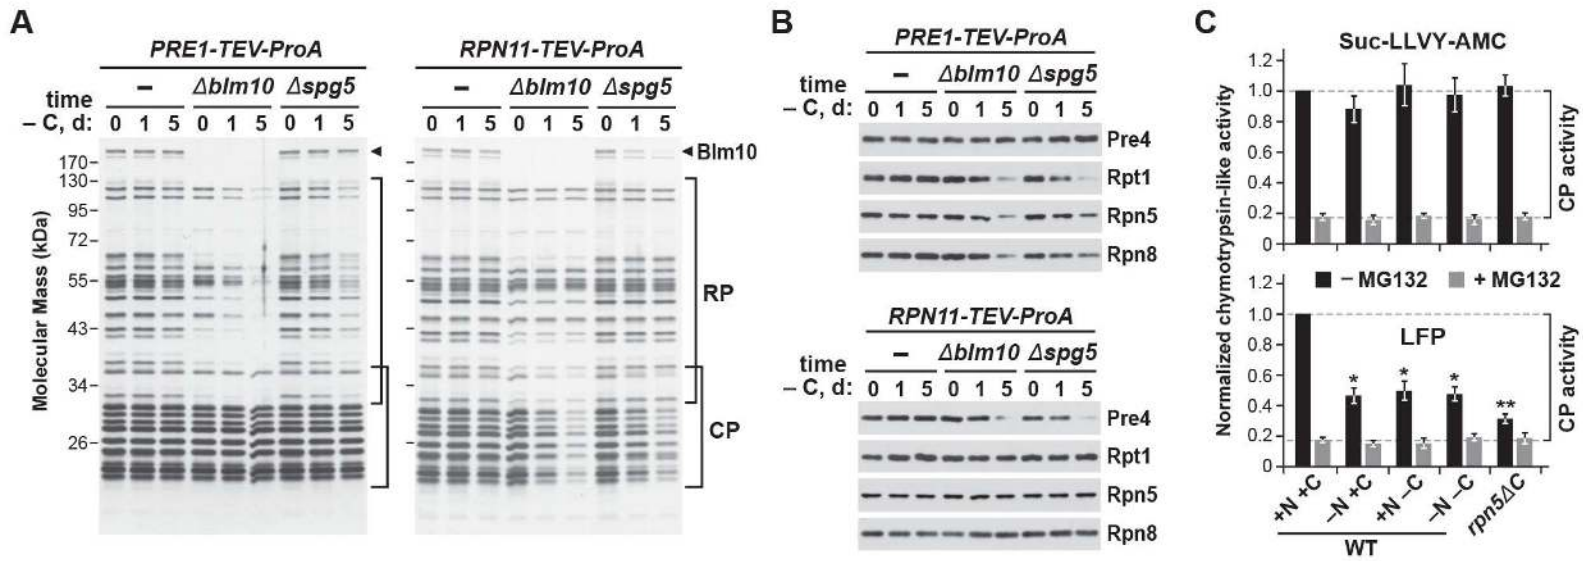 A
PRE1-TEV-ProA
RPN11-TEV-ProA
– Δblm10 Δspg5
– Δblm10 Δspg5
time
– C, d:
0 1 5 0 1 5 0 1 5
0 1 5 0 1 5 0 1 5
Blm10
Molecular Mass (kDa)
170
130
95
72
55
43
34
26
RP
CP
B
PRE1-TEV-ProA
time – Δblm10 Δspg5
– C, d: 0 1 5 0 1 5 0 1 5
Pre4
Rpt1
Rpn5
Rpn8
RPN11-TEV-ProA
time – Δblm10 Δspg5
– C, d: 0 1 5 0 1 5 0 1 5
Pre4
Rpt1
Rpn5
Rpn8
C
Suc-LLVY-AMC
Normalized chymotrypsin-like activity
1.2
1.0
0.8
0.6
0.4
0.2
0
CP activity
– MG132 + MG132
LFP
1.2
1.0
0.8
0.6
0.4
0.2
0
* * * **
CP activity
+N +C
–N +C
+N –C
–N –C
rpn5ΔC
WT